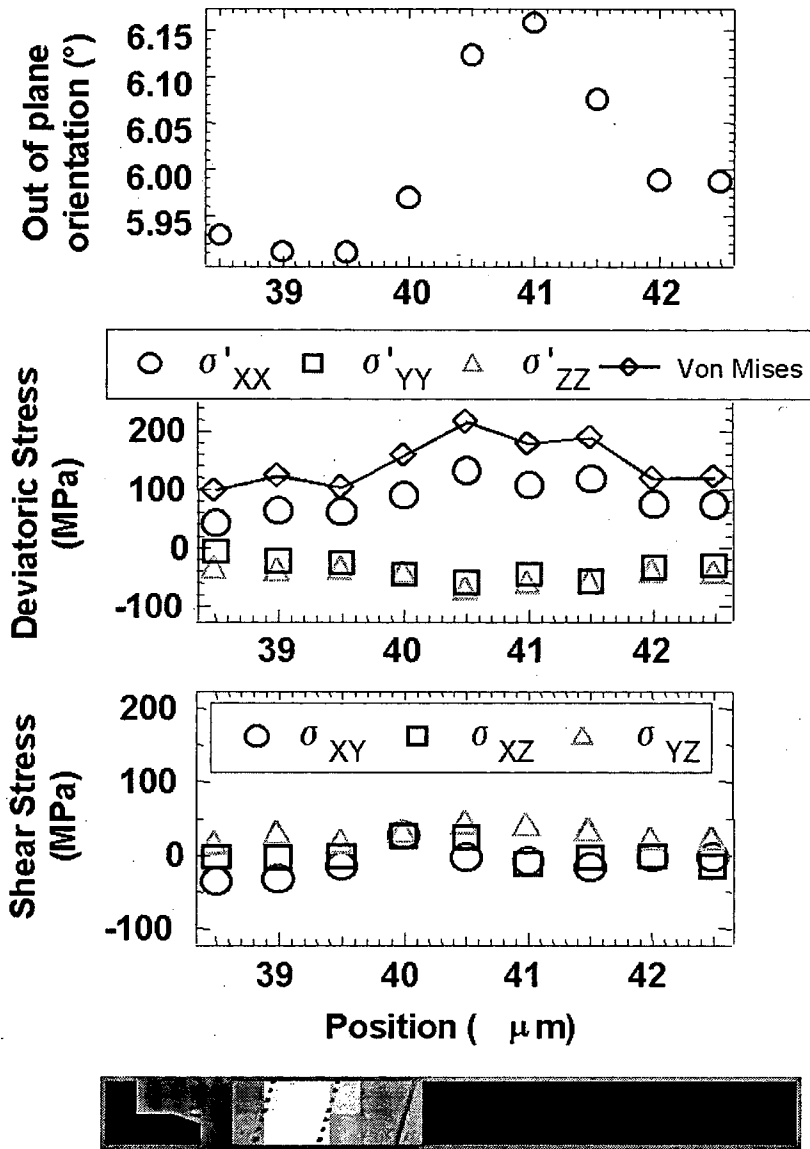 Out of plane
orientation (°)
6.15
6.10
6.05
6.00
5.95
39 40 41 42
σ'XX σ'YY σ'ZZ Von Mises
Deviatoric Stress
(MPa)
200
100
0
-100
39 40 41 42
Shear Stress
(MPa)
200
0
-100
σXY σXZ σYZ
39 40 41 42
Position ( μm)